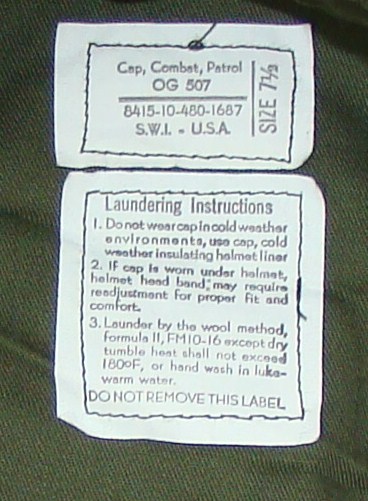 Cap, Combat, Patrol
OG 507
8415-10-480-1687
S.W.I. - U.S.A.
SIZE 7½
Laundering Instructions
1. Do not wear cap in cold weather
environments, use cap, cold
weather insulating helmet liner
2. If cap is worn under helmet,
helmet head band, may require
readjustment for proper fit and
comfort.
3. Launder by the wool method,
formula II, FM10-16 except dry
tumble heat shall not exceed
180°F, or hand wash in luke-
warm water.
DO NOT REMOVE THIS LABEL